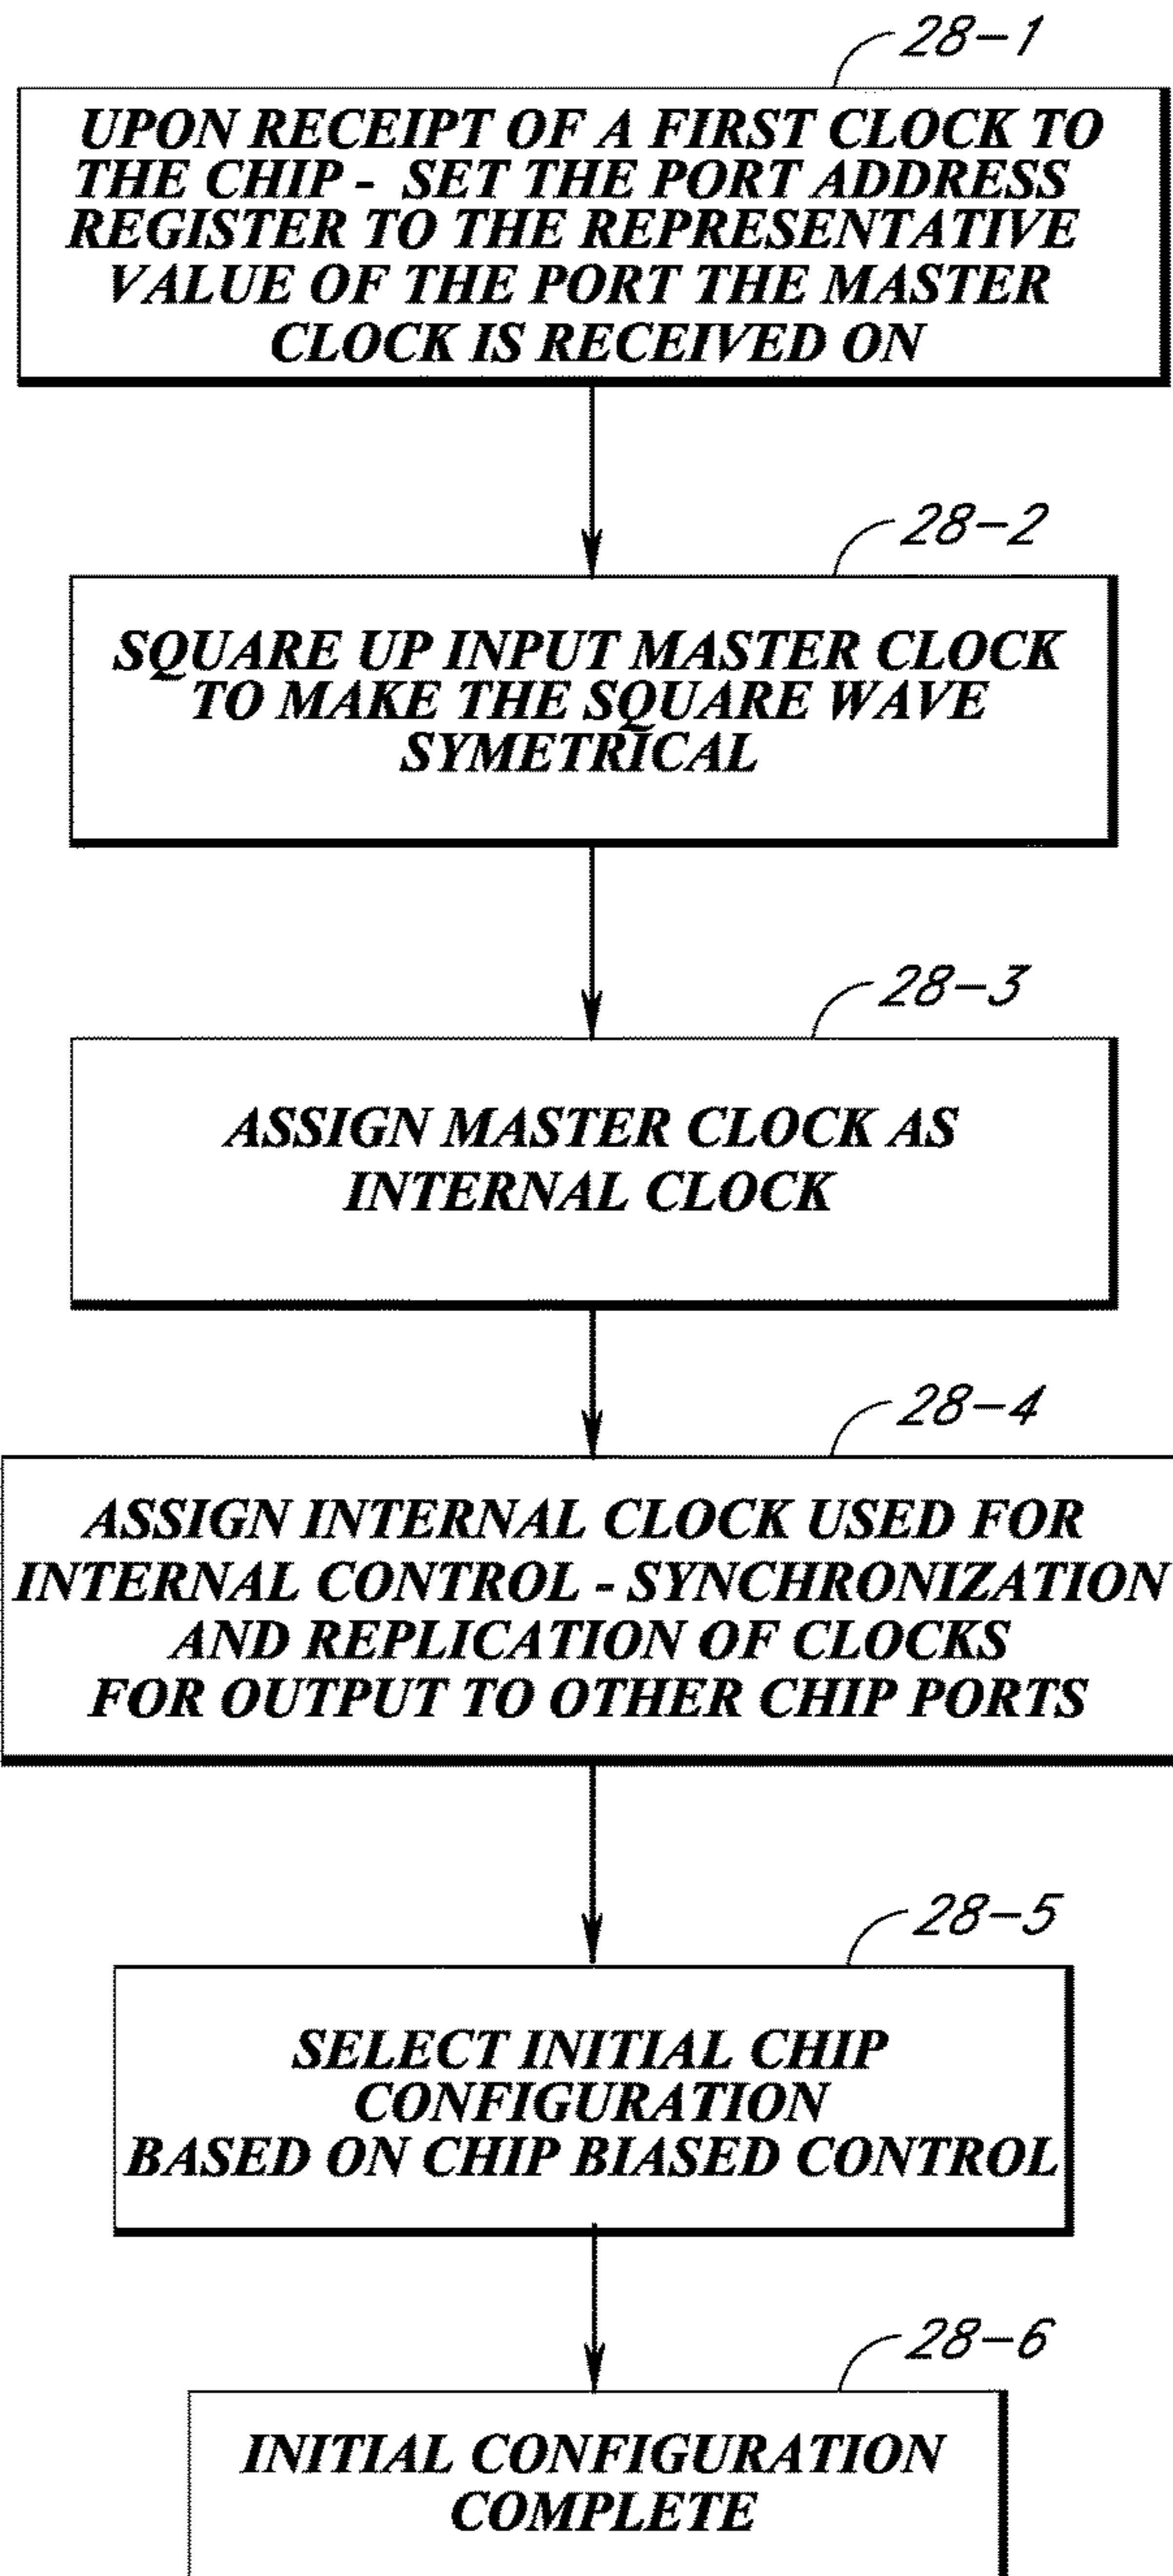 28-1
UPON RECEIPT OF A FIRST CLOCK TO
THE CHIP - SET THE PORT ADDRESS
REGISTER TO THE REPRESENTATIVE
VALUE OF THE PORT THE MASTER
CLOCK IS RECEIVED ON
28-2
SQUARE UP INPUT MASTER CLOCK
TO MAKE THE SQUARE WAVE
SYMETRICAL
28-3
ASSIGN MASTER CLOCK AS
INTERNAL CLOCK
28-4
ASSIGN INTERNAL CLOCK USED FOR
INTERNAL CONTROL - SYNCHRONIZATION
AND REPLICATION OF CLOCKS
FOR OUTPUT TO OTHER CHIP PORTS
28-5
SELECT INITIAL CHIP
CONFIGURATION
BASED ON CHIP BIASED CONTROL
28-6
INITIAL CONFIGURATION
COMPLETE